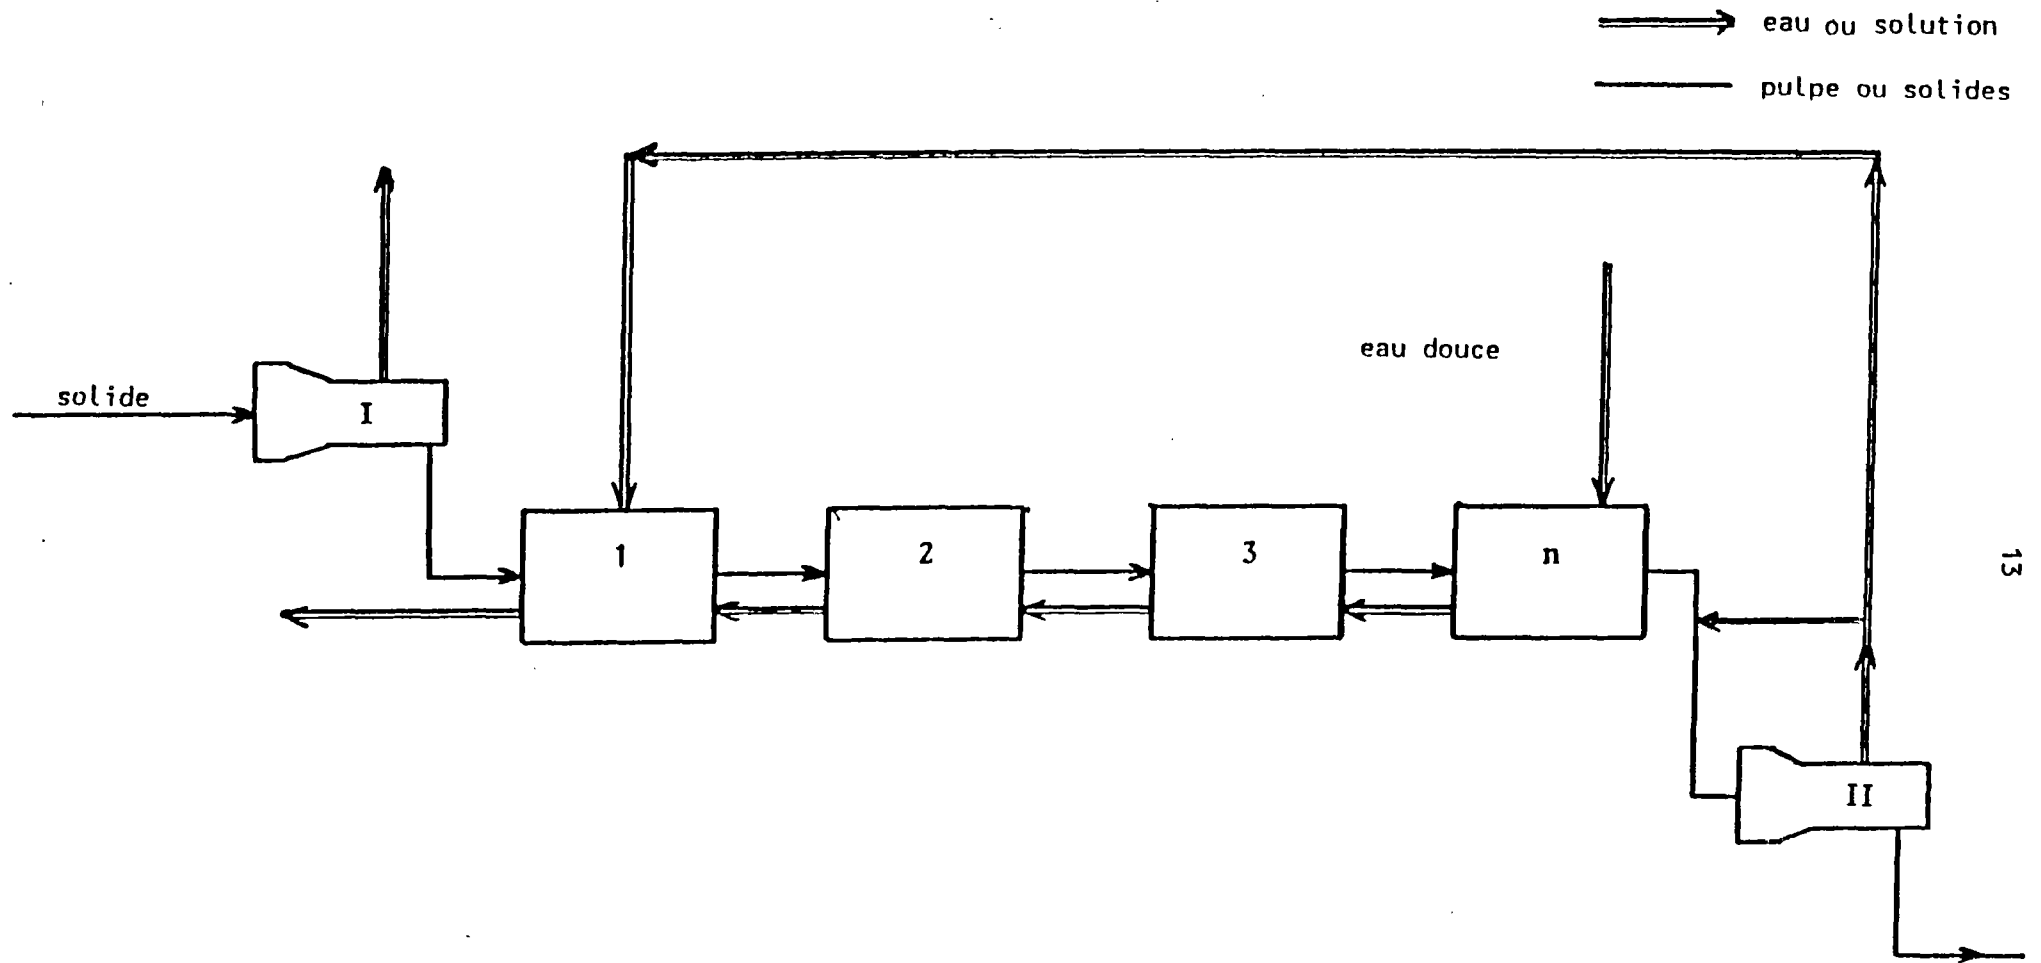 eau ou solution
pulpe ou solides
eau douce
solide
I
1
2
3
n
13
II